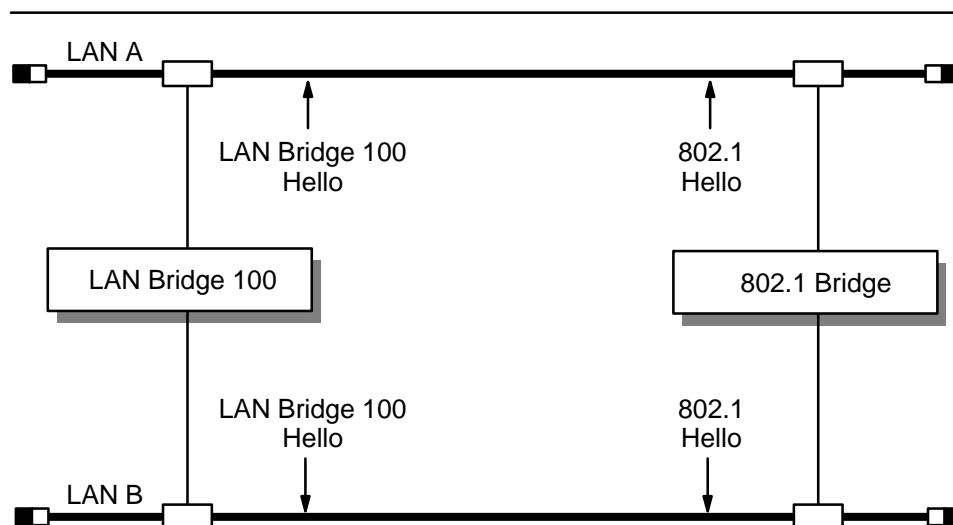 LAN A
LAN Bridge 100
Hello
802.1
Hello
LAN Bridge 100
802.1 Bridge
LAN Bridge 100
Hello
802.1
Hello
LAN B